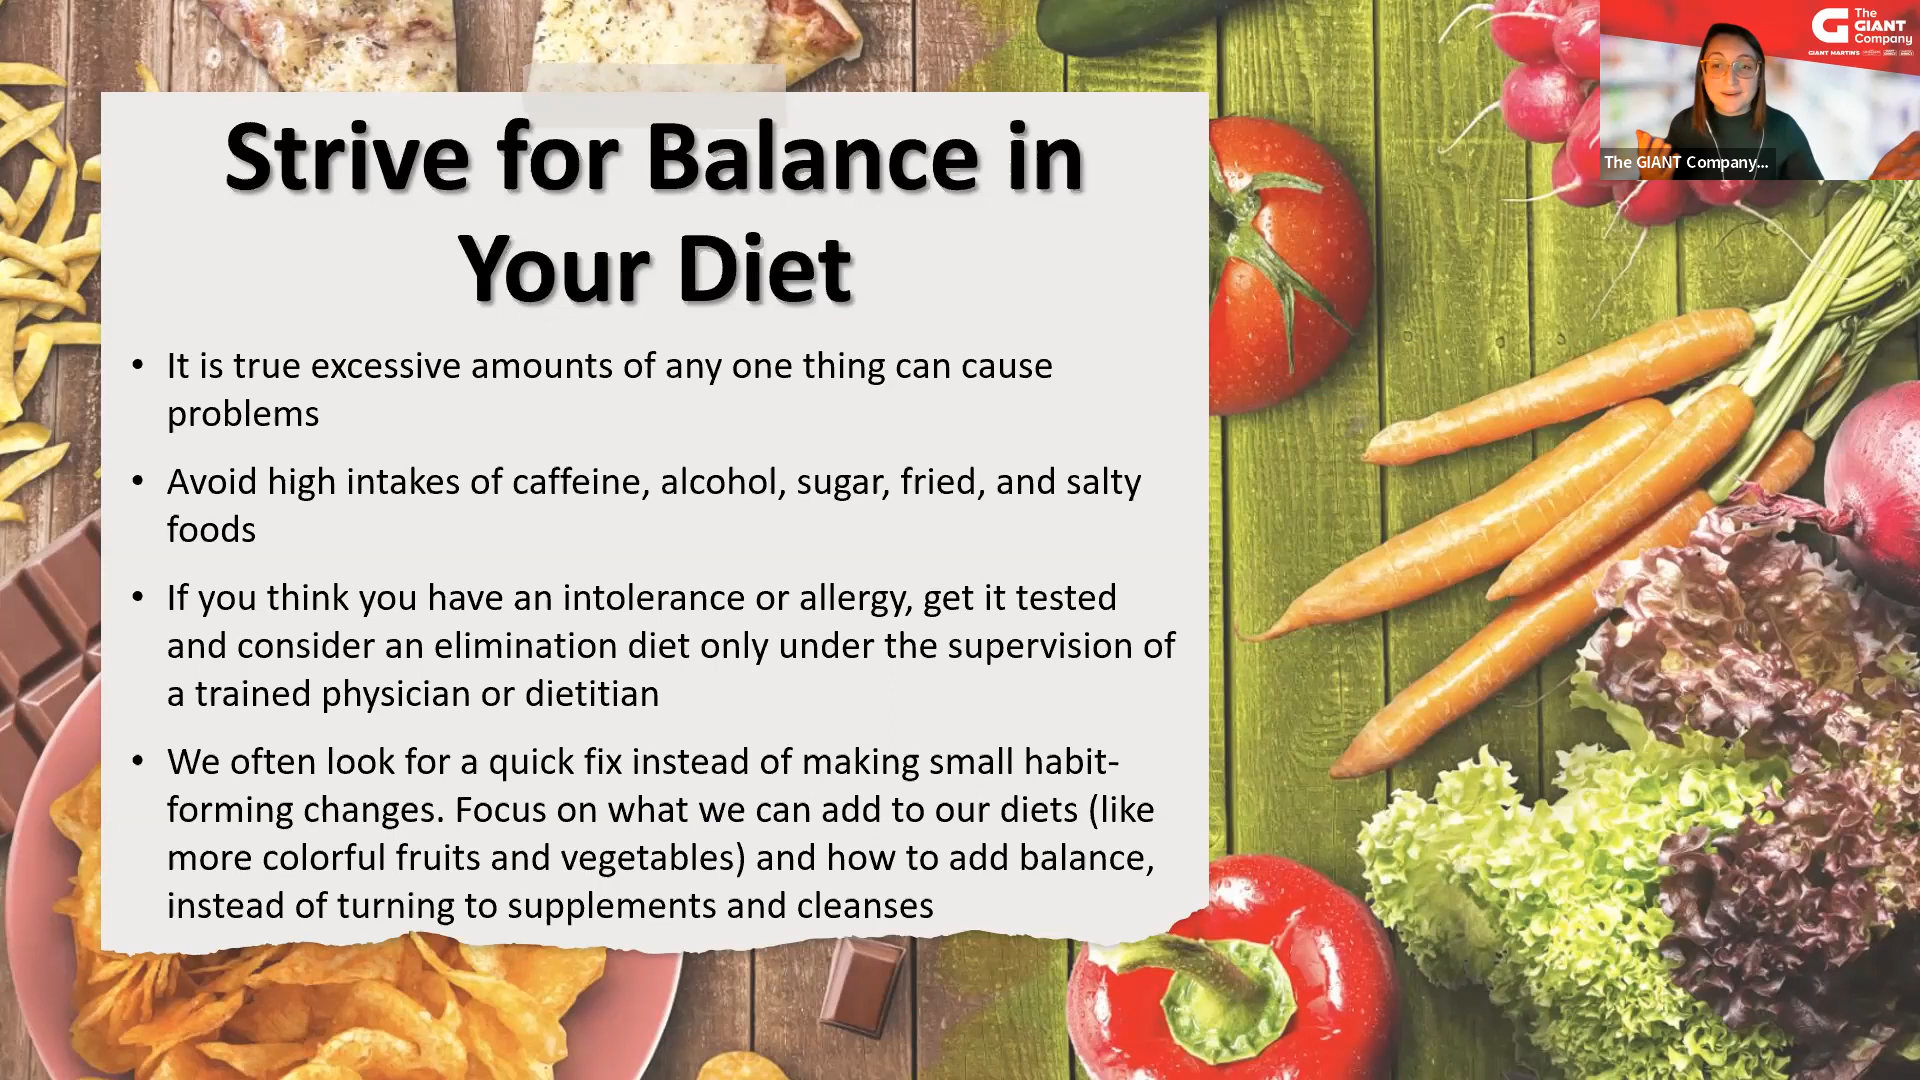 Strive for Balance in
Your Diet
• It is true excessive amounts of any one thing can cause
problems
• Avoid high intakes of caffeine, alcohol, sugar, fried, and salty
foods
• If you think you have an intolerance or allergy, get it tested
and consider an elimination diet only under the supervision of
a trained physician or dietitian
• We often look for a quick fix instead of making small habit-
forming changes. Focus on what we can add to our diets (like
more colorful fruits and vegetables) and how to add balance,
instead of turning to supplements and cleanses
The
GIANT
Company
GIANT MARTIN'S
The GIANT Company...